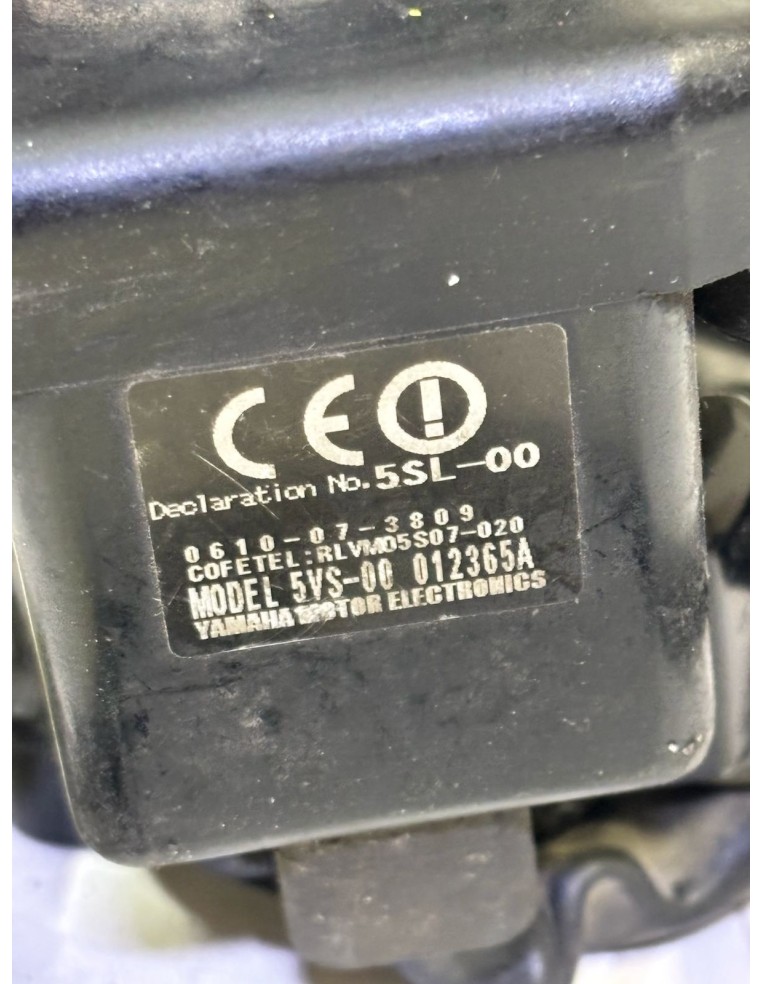 CE
Declaration No.5SL-00
0610-07-3809
COFETEL:RLVM05S07-020
MODEL 5VS-00 012365A
YAMAHA MOTOR ELECTRONICS